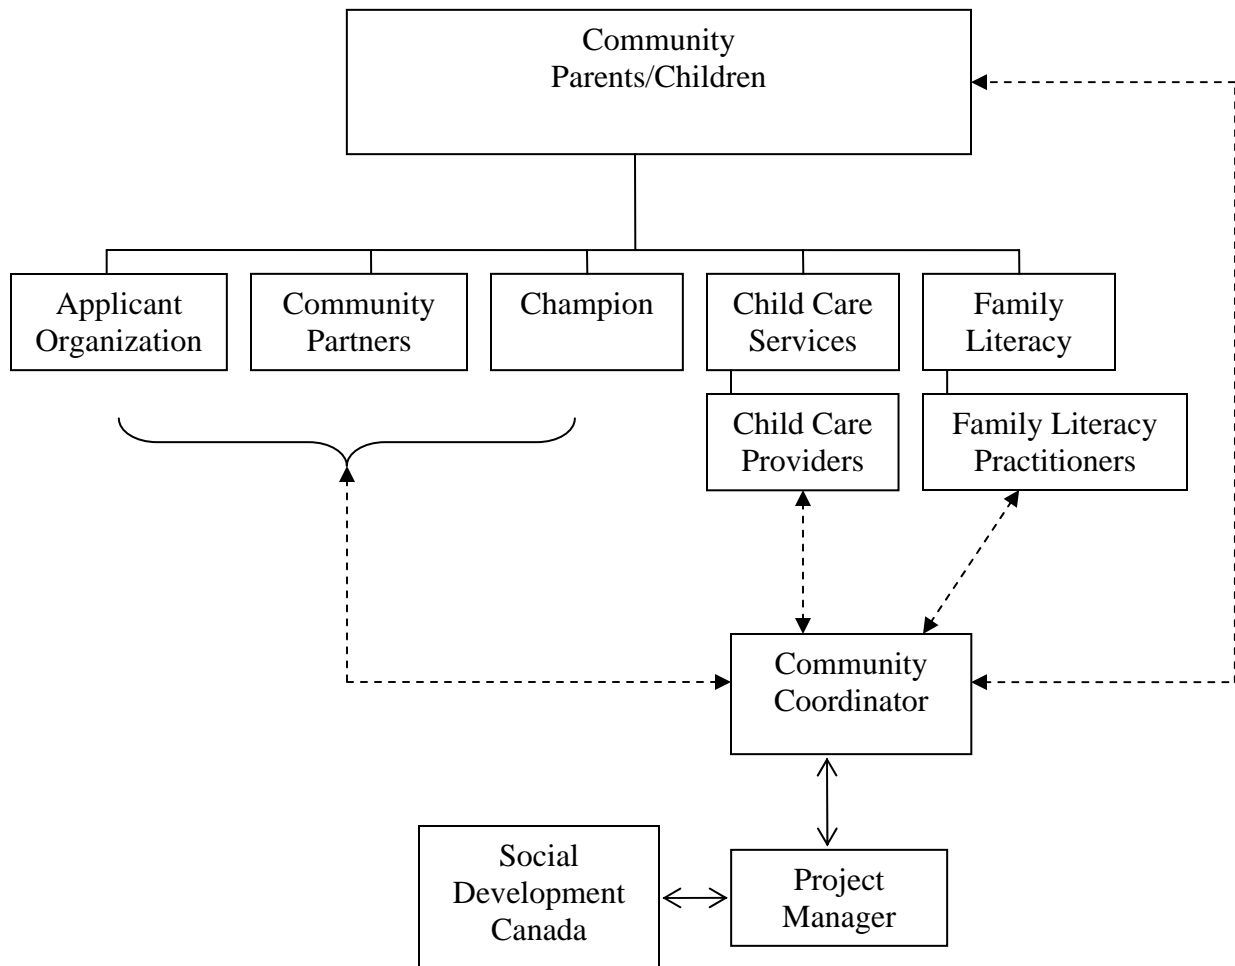 Community
Parents/Children
Applicant
Organization
Community
Partners
Champion
Child Care
Services
Family
Literacy
Child Care
Providers
Family Literacy
Practitioners
Community
Coordinator
Social
Development
Canada
Project
Manager